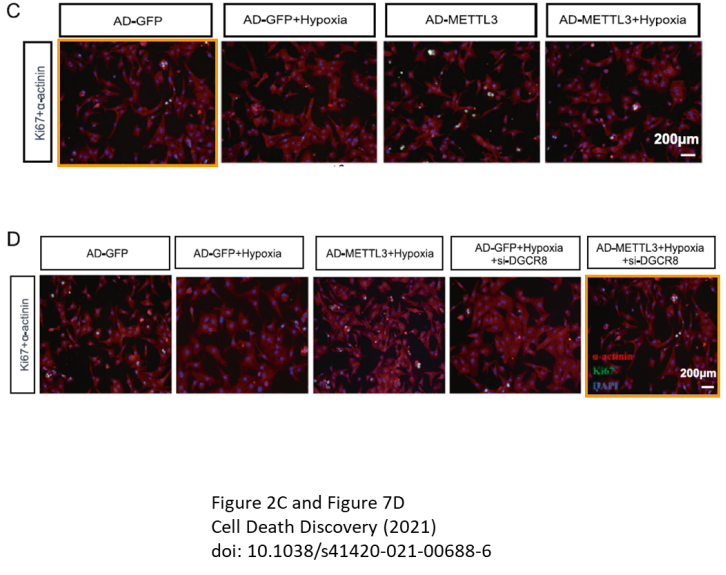 C
AD-GFP
AD-GFP+Hypoxia
AD-METTL3
AD-METTL3+Hypoxia
Ki67+α-actinin
200μm
D
AD-GFP
AD-GFP+Hypoxia
AD-METTL3+Hypoxia
AD-GFP+Hypoxia
+si-DGCR8
AD-METTL3+Hypoxia
+si-DGCR8
Ki67+α-actinin
α-actinin
Ki67
DAPI
200μm
Figure 2C and Figure 7D
Cell Death Discovery (2021)
doi: 10.1038/s41420-021-00688-6